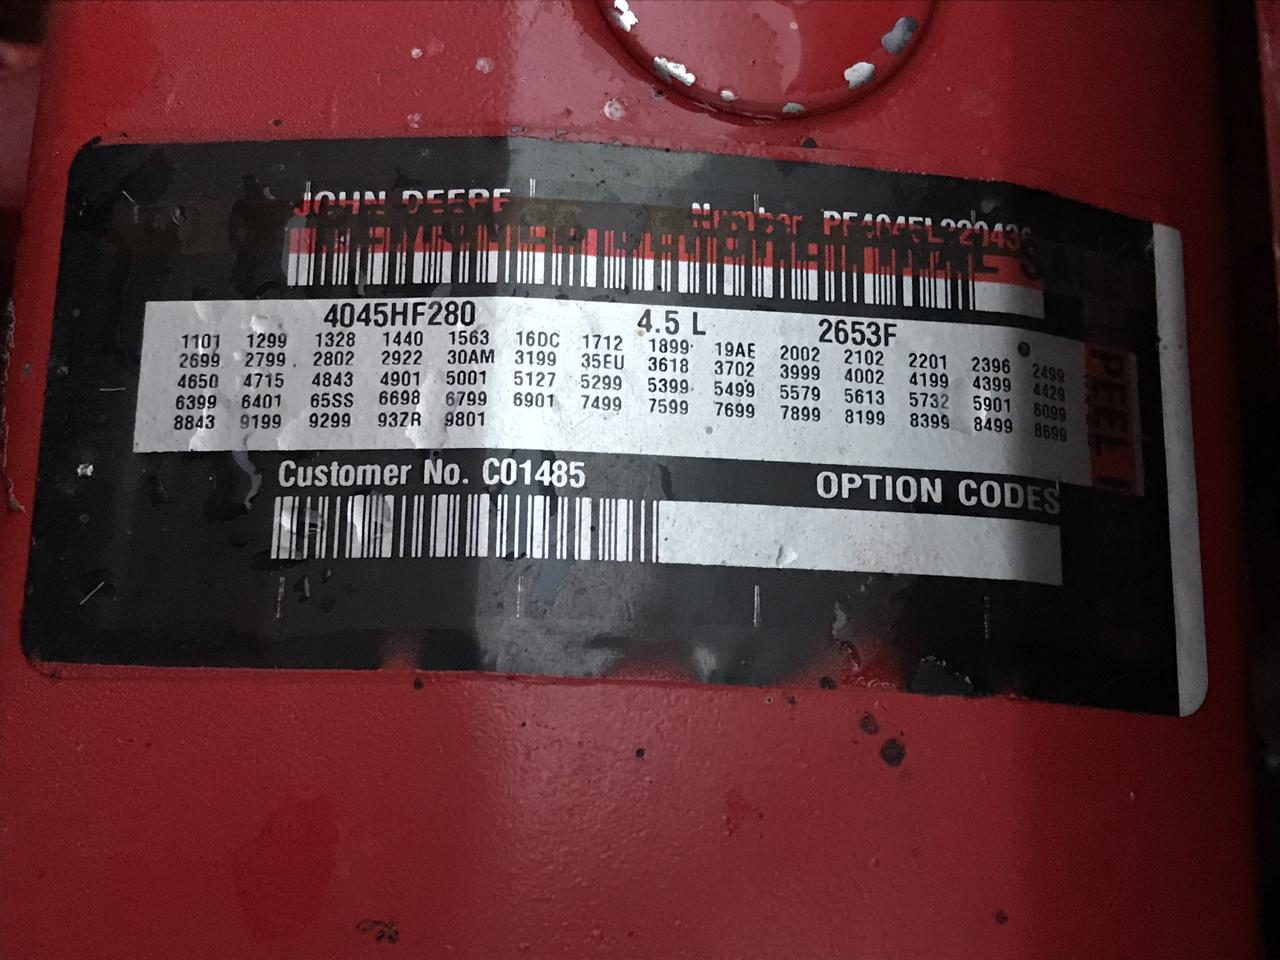 JOHN DEERE
Number PE4045L220439
4045HF280 4.5 L 2653F
1101 1299 1328 1440 1563 16DC 1712 1899 19AE 2002 2102 2201 2396 2499
2699 2799 2802 2922 30AM 3199 35EU 3618 3702 3999 4002 4199 4399 4429
4650 4715 4843 4901 5001 5127 5299 5399 5499 5579 5613 5732 5901 6099
6399 6401 65SS 6698 6799 6901 7499 7599 7699 7899 8199 8399 8499 8699
8843 9199 9299 93ZR 9801
Customer No. C01485
OPTION CODES
PEEL